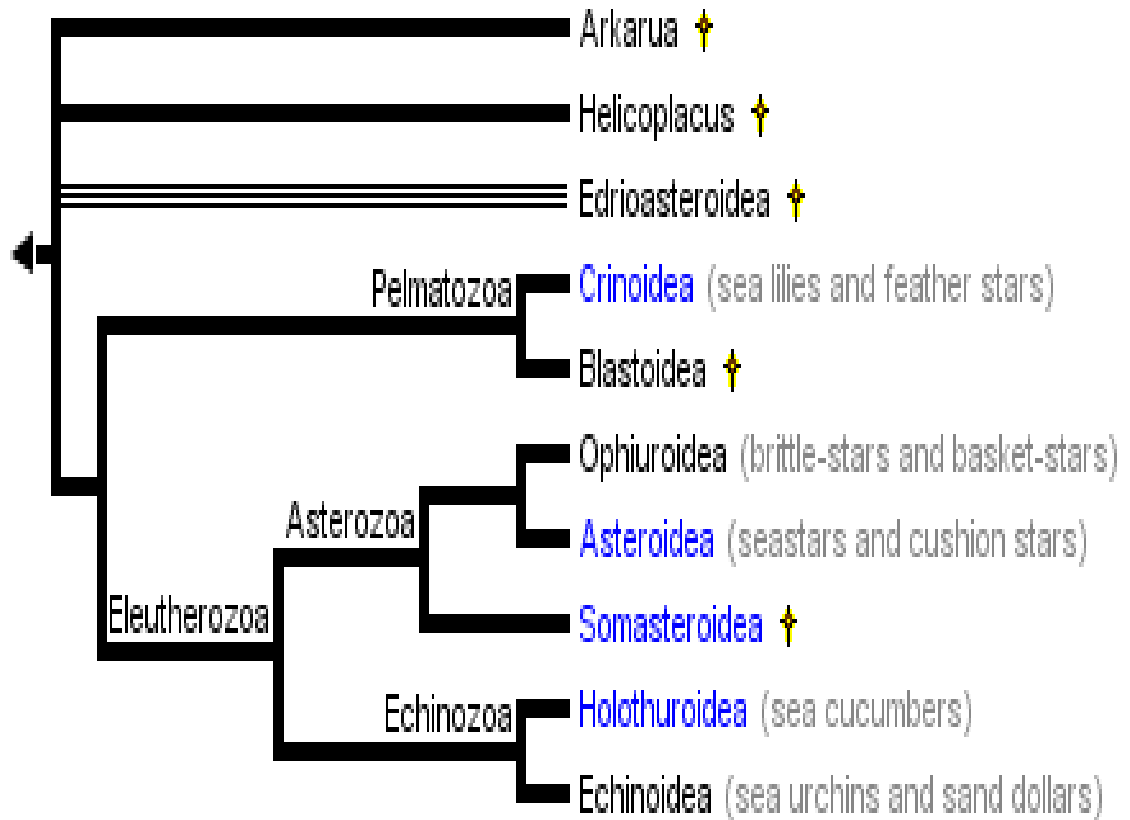 Arkarua †
Helicoplacus †
Edrioasteroidea †
Pelmatozoa
Crinoidea (sea lilies and feather stars)
Blastoidea †
Ophiuroidea (brittle-stars and basket-stars)
Asterozoa
Asteroidea (seastars and cushion stars)
Eleutherozoa
Somasteroidea †
Echinozoa
Holothuroidea (sea cucumbers)
Echinoidea (sea urchins and sand dollars)